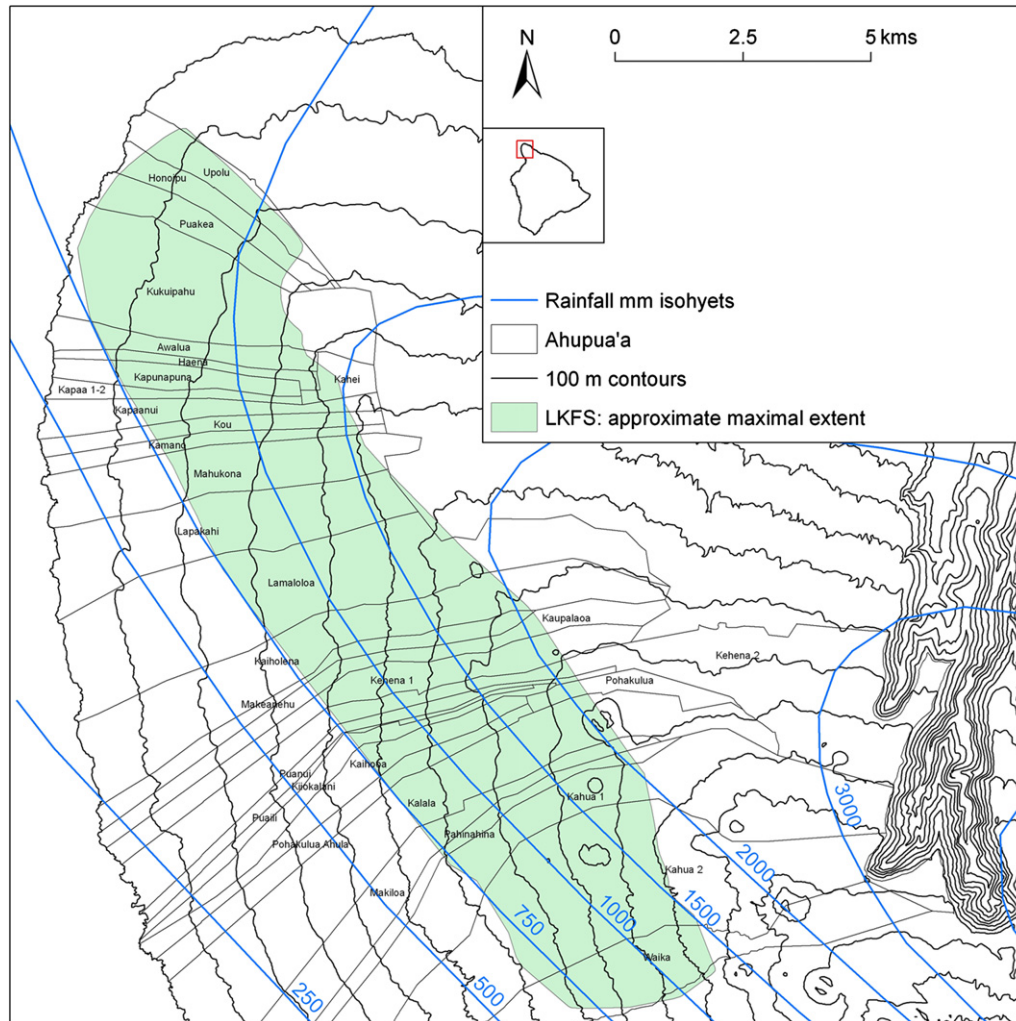 N
0 2.5 5 kms
Rainfall mm isohyets
Ahupua'a
100 m contours
LKFS: approximate maximal extent
Upolu
Honoipu
Puakea
Kukuipahu
Awalua
Haena
Kapunapuna
Kahei
Kapaa 1-2
Kapaanui
Kou
Kamano
Mahukona
Lapakahi
Lamaloloa
Kaupalaoa
Kehena 2
Kaiholena
Kehena 1
Pohakulua
Makeanehu
Kaihooa
Puanui
Kiiokalani
Kahua 1
Kalala
Puaili
Pahinahina
Pohakulua Ahula
Kahua 2
Makiloa
Waika
3000
2000
1500
1000
750
500
250